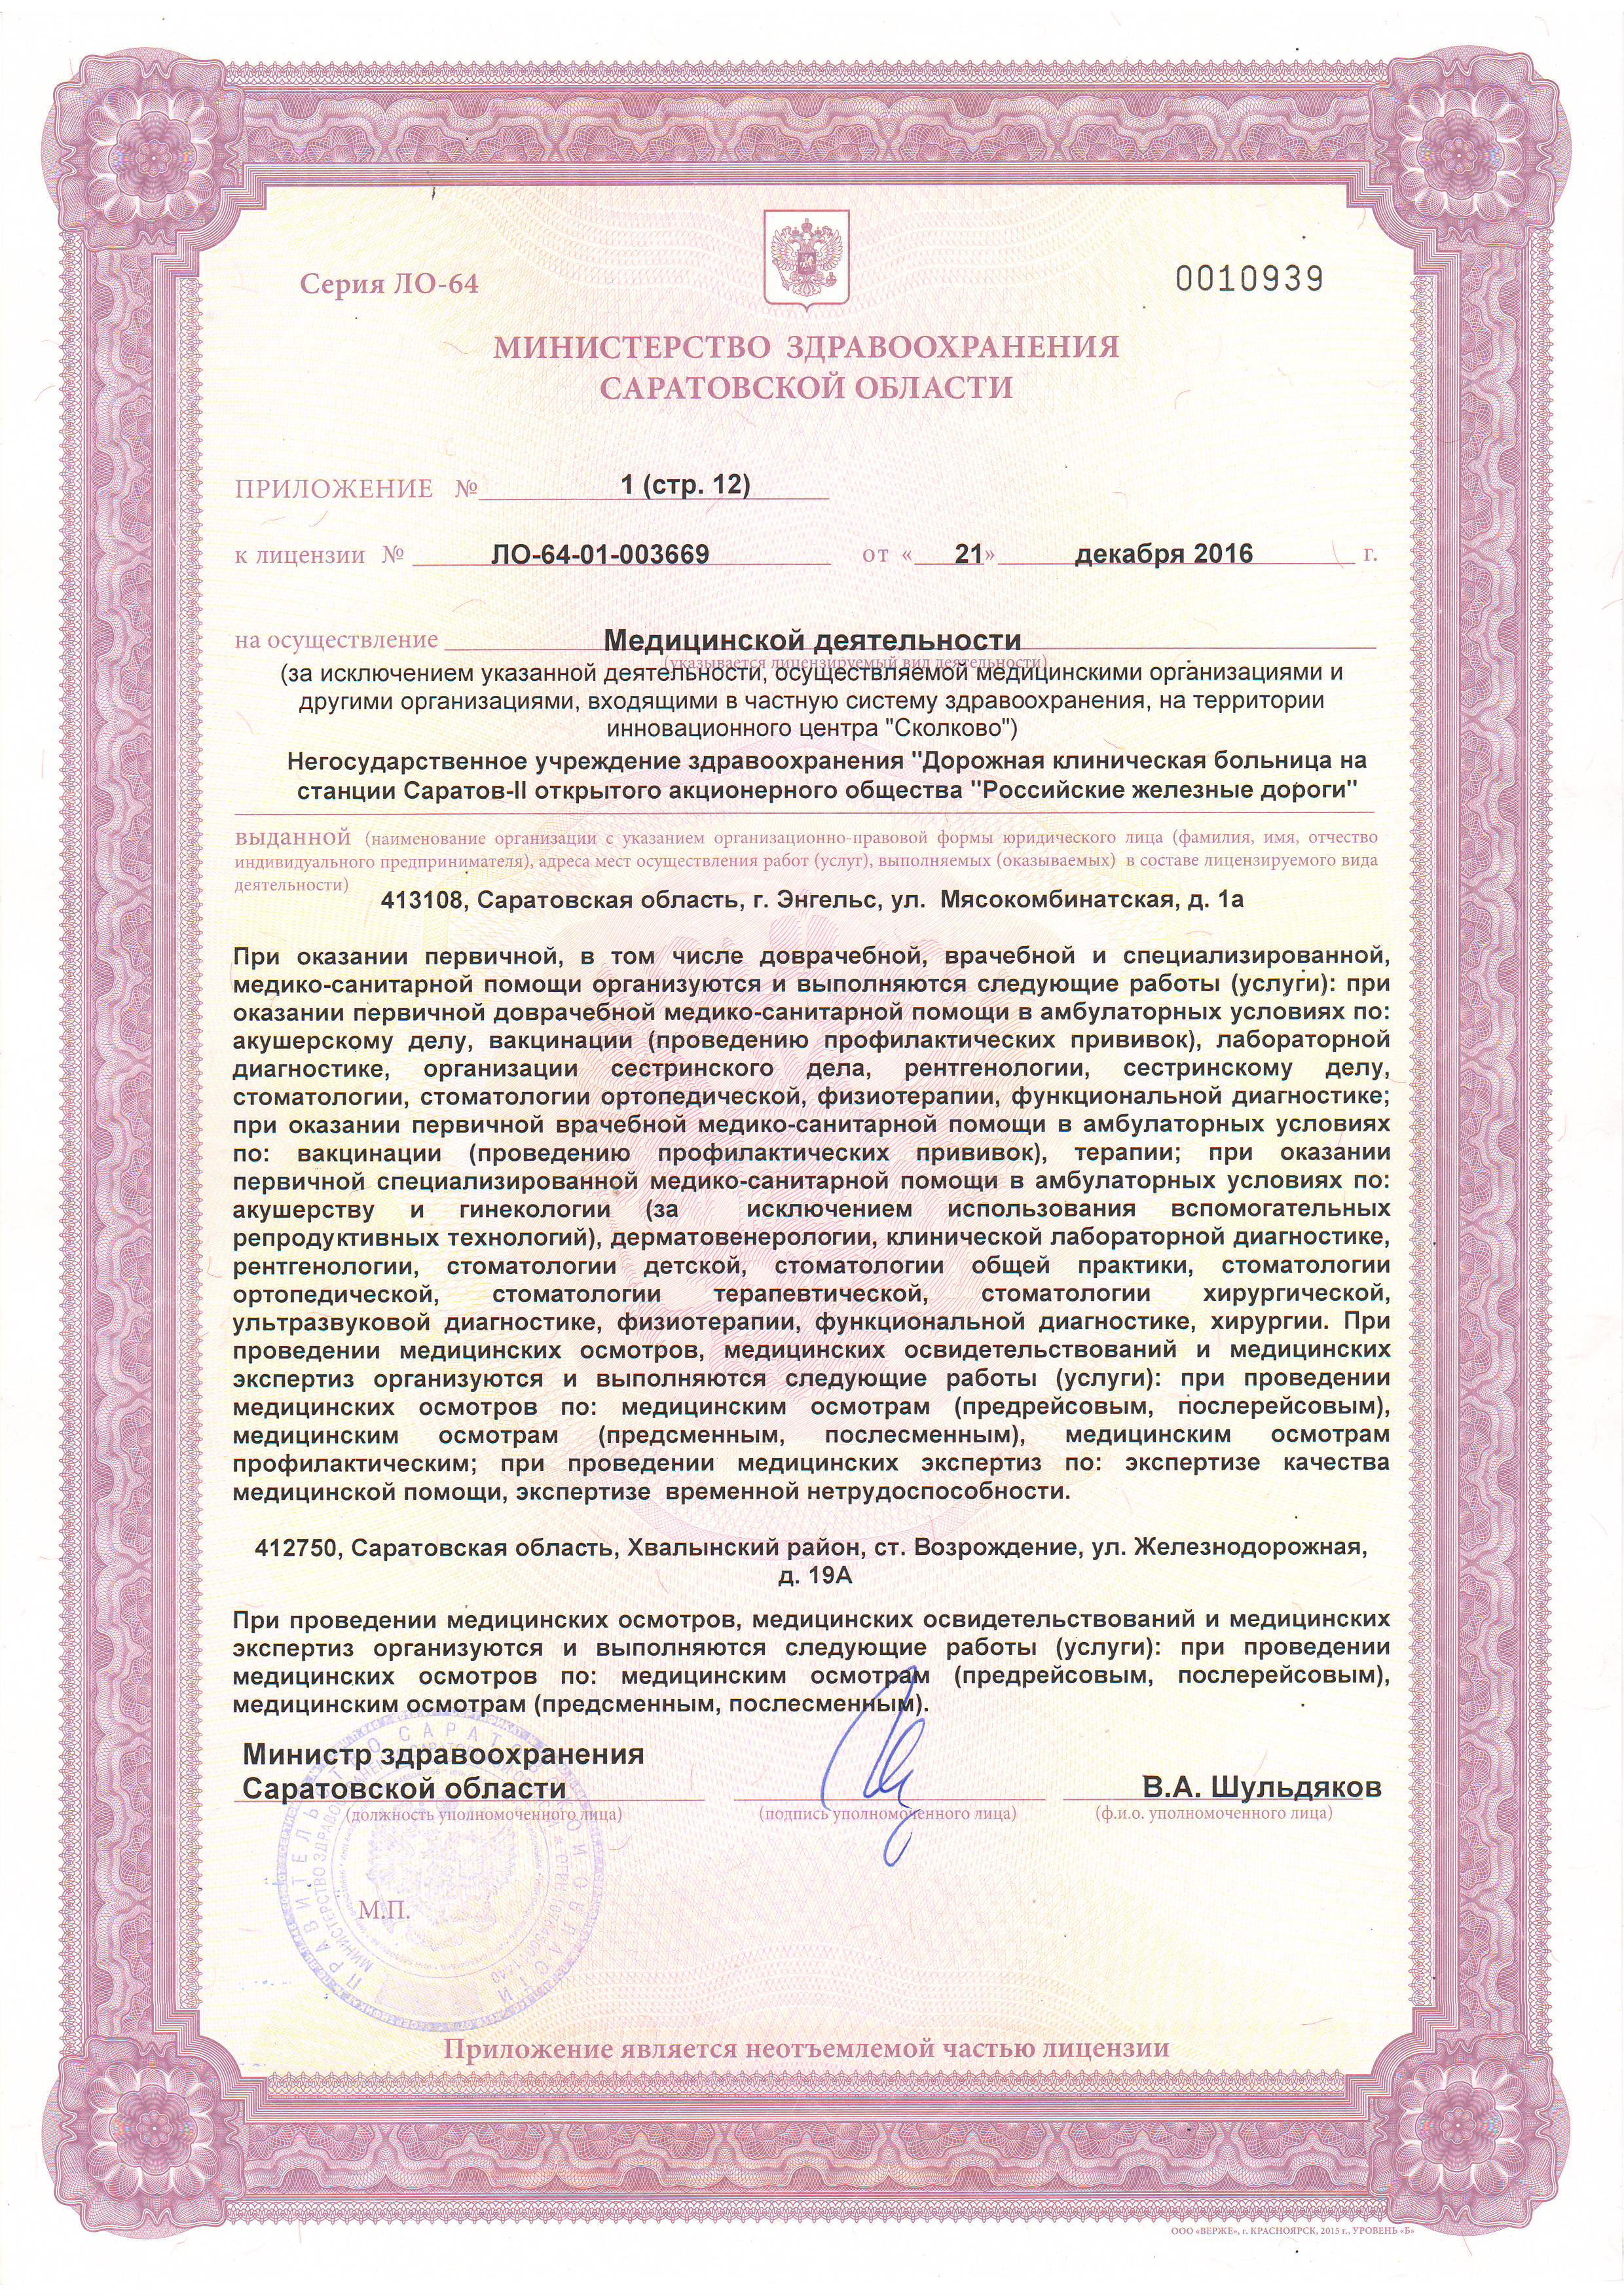 Серия ЛО-64
0010939
МИНИСТЕРСТВО ЗДРАВООХРАНЕНИЯ
САРАТОВСКОЙ ОБЛАСТИ
ПРИЛОЖЕНИЕ № 1 (стр. 12)
к лицензии № ЛО-64-01-003669 от « 21» декабря 2016 г.
на осуществление Медицинской деятельности
(указывается лицензируемый вид деятельности)
(за исключением указанной деятельности, осуществляемой медицинскими организациями и
другими организациями, входящими в частную систему здравоохранения, на территории
инновационного центра "Сколково")
Негосударственное учреждение здравоохранения "Дорожная клиническая больница на
станции Саратов-II открытого акционерного общества "Российские железные дороги"
выданной (наименование организации с указанием организационно-правовой формы юридического лица (фамилия, имя, отчество
индивидуального предпринимателя), адреса мест осуществления работ (услуг), выполняемых (оказываемых) в составе лицензируемого вида
деятельности)
413108, Саратовская область, г. Энгельс, ул. Мясокомбинатская, д. 1а
При оказании первичной, в том числе доврачебной, врачебной и специализированной,
медико-санитарной помощи организуются и выполняются следующие работы (услуги): при
оказании первичной доврачебной медико-санитарной помощи в амбулаторных условиях по:
акушерскому делу, вакцинации (проведению профилактических прививок), лабораторной
диагностике, организации сестринского дела, рентгенологии, сестринскому делу,
стоматологии, стоматологии ортопедической, физиотерапии, функциональной диагностике;
при оказании первичной врачебной медико-санитарной помощи в амбулаторных условиях
по: вакцинации (проведению профилактических прививок), терапии; при оказании
первичной специализированной медико-санитарной помощи в амбулаторных условиях по:
акушерству и гинекологии (за исключением использования вспомогательных
репродуктивных технологий), дерматовенерологии, клинической лабораторной диагностике,
рентгенологии, стоматологии детской, стоматологии общей практики, стоматологии
ортопедической, стоматологии терапевтической, стоматологии хирургической,
ультразвуковой диагностике, физиотерапии, функциональной диагностике, хирургии. При
проведении медицинских осмотров, медицинских освидетельствований и медицинских
экспертиз организуются и выполняются следующие работы (услуги): при проведении
медицинских осмотров по: медицинским осмотрам (предрейсовым, послерейсовым),
медицинским осмотрам (предсменным, послесменным), медицинским осмотрам
профилактическим; при проведении медицинских экспертиз по: экспертизе качества
медицинской помощи, экспертизе временной нетрудоспособности.
412750, Саратовская область, Хвалынский район, ст. Возрождение, ул. Железнодорожная,
д. 19А
При проведении медицинских осмотров, медицинских освидетельствований и медицинских
экспертиз организуются и выполняются следующие работы (услуги): при проведении
медицинских осмотров по: медицинским осмотрам (предрейсовым, послерейсовым),
медицинским осмотрам (предсменным, послесменным).
Министр здравоохранения
Саратовской области
В.А. Шульдяков
(должность уполномоченного лица)
(подпись уполномоченного лица)
(ф.и.о. уполномоченного лица)
ПРАВИТЕЛЬСТВО САРАТОВСКОЙ ОБЛАСТИ
М.П.
Приложение является неотъемлемой частью лицензии
ООО «ВЕРЖЕ», г. КРАСНОЯРСК, 2015 г., УРОВЕНЬ «Б»